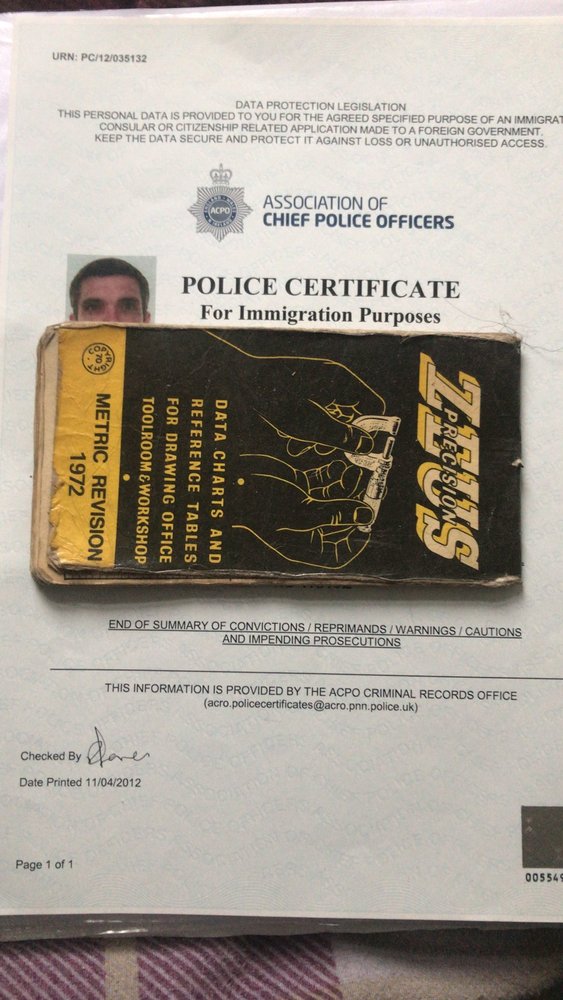 URN: PC/12/035132
DATA PROTECTION LEGISLATION
THIS PERSONAL DATA IS PROVIDED TO YOU FOR THE AGREED SPECIFIED PURPOSE OF AN IMMIGRAT
CONSULAR OR CITIZENSHIP RELATED APPLICATION MADE TO A FOREIGN GOVERNMENT.
KEEP THE DATA SECURE AND PROTECT IT AGAINST LOSS OR UNAUTHORISED ACCESS.
ACPO
ASSOCIATION OF
CHIEF POLICE OFFICERS
POLICE CERTIFICATE
For Immigration Purposes
ZEUS
PRECISION
DATA CHARTS AND
REFERENCE TABLES
FOR DRAWING OFFICE
TOOLROOM & WORKSHOP
METRIC REVISION
1972
COPYRIGHT
70
END OF SUMMARY OF CONVICTIONS / REPRIMANDS / WARNINGS / CAUTIONS
AND IMPENDING PROSECUTIONS
THIS INFORMATION IS PROVIDED BY THE ACPO CRIMINAL RECORDS OFFICE
(acro.policecertificates@acro.pnn.police.uk)
Checked By
Date Printed 11/04/2012
Page 1 of 1
005549